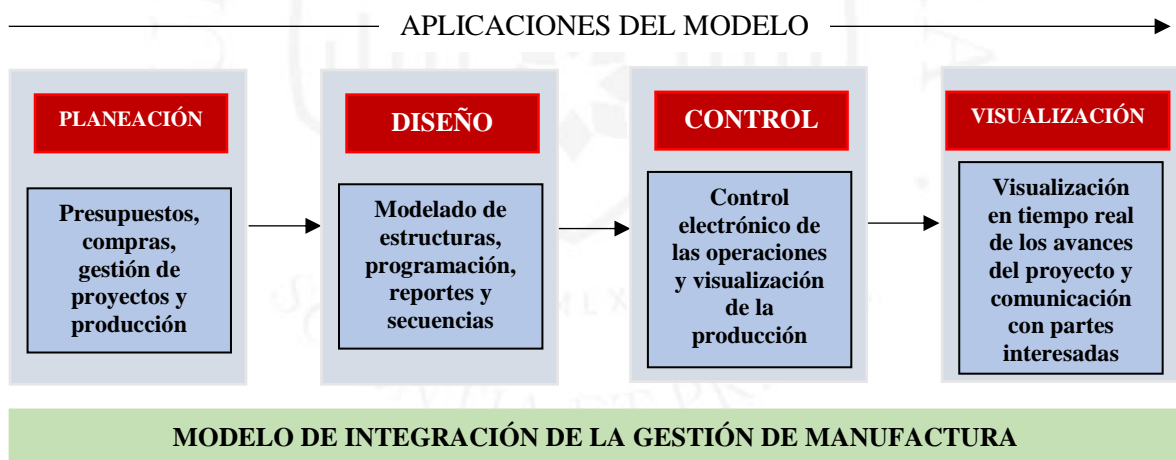 APLICACIONES DEL MODELO
PLANEACIÓN
Presupuestos,
compras,
gestión de
proyectos y
producción
DISEÑO
Modelado de
estructuras,
programación,
reportes y
secuencias
CONTROL
Control
electrónico de
las operaciones
y visualización
de la
producción
VISUALIZACIÓN
Visualización
en tiempo real
de los avances
del proyecto y
comunicación
con partes
interesadas
MODELO DE INTEGRACIÓN DE LA GESTIÓN DE MANUFACTURA